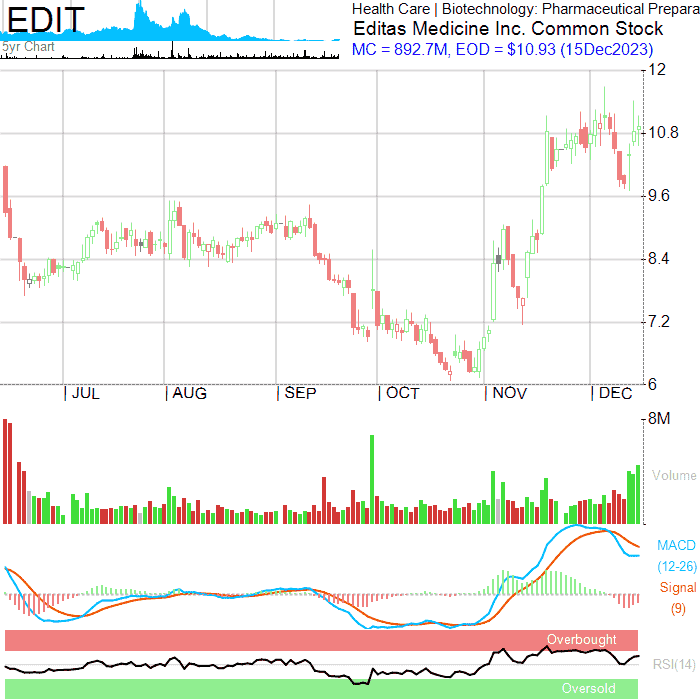 EDIT
5yr Chart
Health Care | Biotechnology: Pharmaceutical Prepara
Editas Medicine Inc. Common Stock
MC = 892.7M, EOD = $10.93 (15Dec2023)
12
10.8
9.6
8.4
7.2
6
JUL AUG SEP OCT NOV DEC
8M
Volume
MACD
(12-26)
Signal
(9)
Overbought
RSI(14)
Oversold